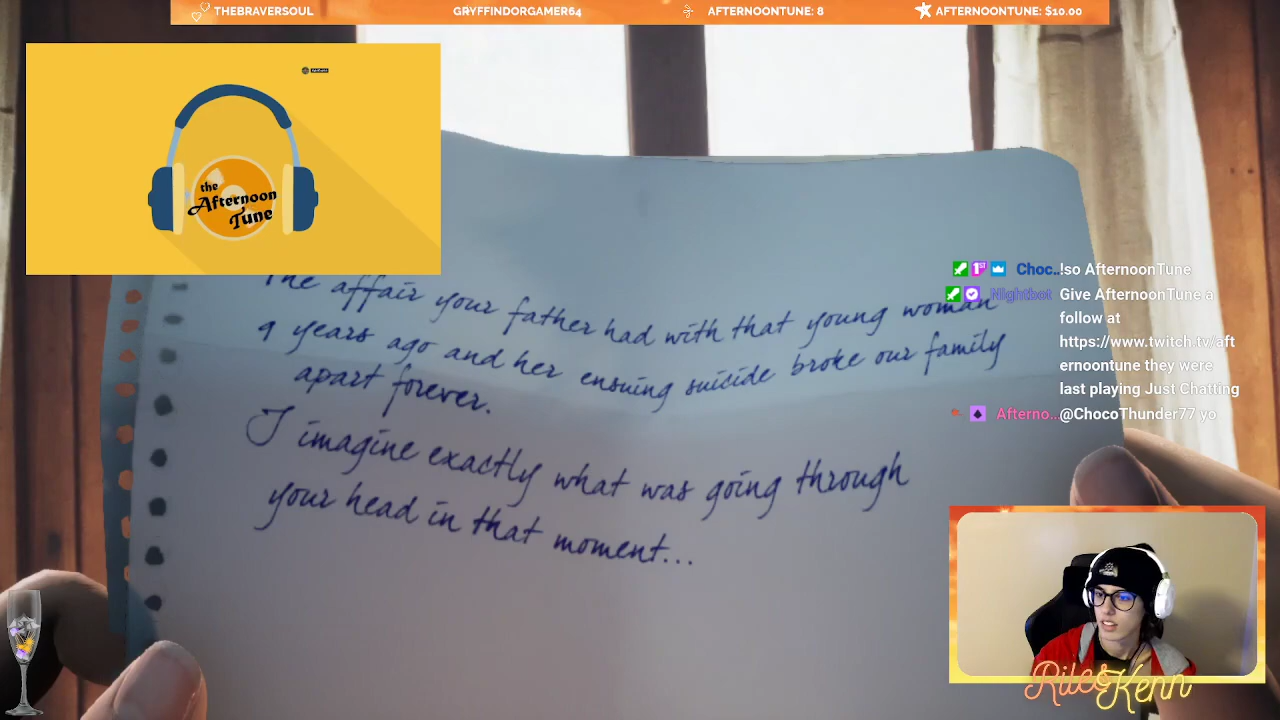 THEBRAVERSOUL
GRYFFINDORGAMER64
AFTERNOONTUNE: 8
AFTERNOONTUNE: $10.00
the
Afternoon
Tune
The affair your father had with that young woman
9 years ago and her ensuing suicide broke our family
apart forever.
I imagine exactly what was going through
your head in that moment...
Choc... !so AfternoonTune
Nightbot Give AfternoonTune a
follow at
https://www.twitch.tv/aft
ernoontune they were
last playing Just Chatting
Afterno... @ChocoThunder77 yo
Riles Kenn